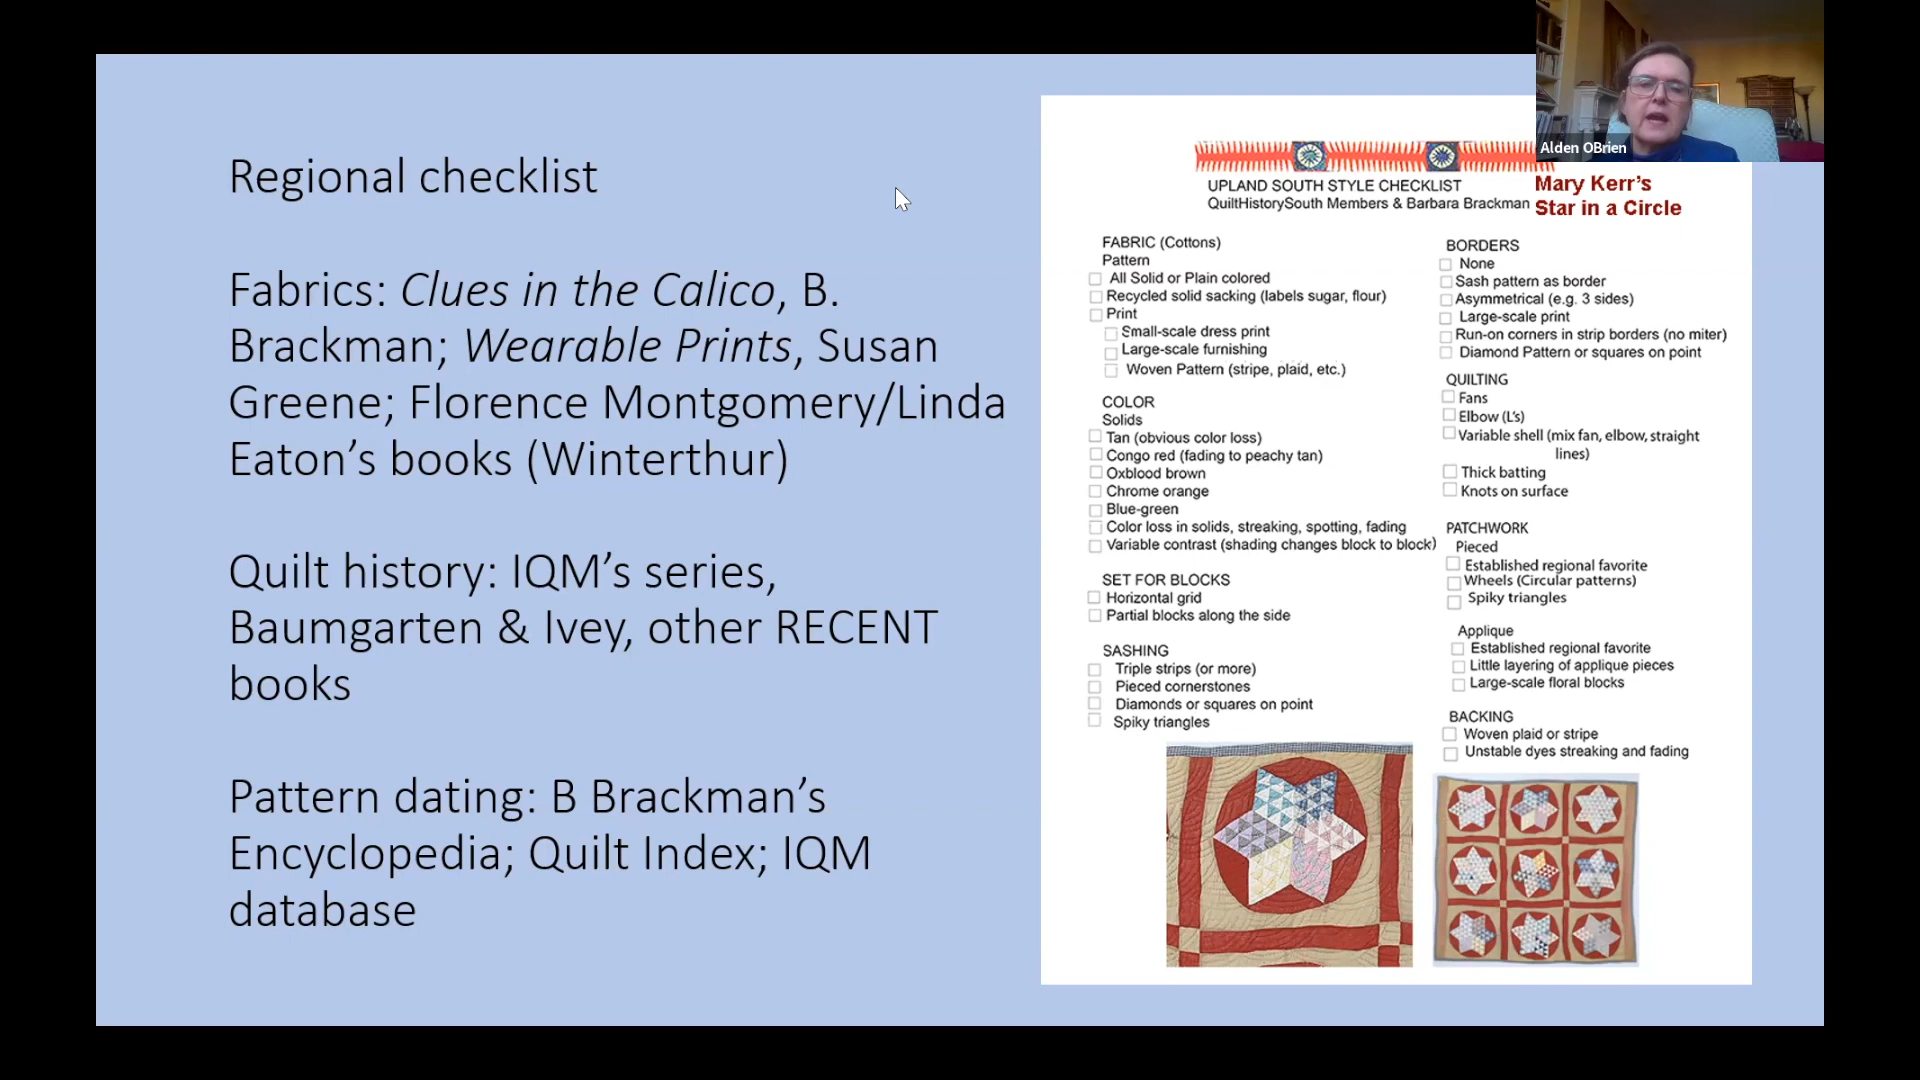 Regional checklist
Fabrics: Clues in the Calico, B.
Brackman; Wearable Prints, Susan
Greene; Florence Montgomery/Linda
Eaton’s books (Winterthur)
Quilt history: IQM’s series,
Baumgarten & Ivey, other RECENT
books
Pattern dating: B Brackman’s
Encyclopedia; Quilt Index; IQM
database
UPLAND SOUTH STYLE CHECKLIST
QuiltHistorySouth Members & Barbara Brackman
Mary Kerr’s
Star in a Circle
FABRIC (Cottons)
Pattern
All Solid or Plain colored
Recycled solid sacking (labels sugar, flour)
Print
Small-scale dress print
Large-scale furnishing
Woven Pattern (stripe, plaid, etc.)
COLOR
Solids
Tan (obvious color loss)
Congo red (fading to peachy tan)
Oxblood brown
Chrome orange
Blue-green
Color loss in solids, streaking, spotting, fading
Variable contrast (shading changes block to block)
SET FOR BLOCKS
Horizontal grid
Partial blocks along the side
SASHING
Triple strips (or more)
Pieced cornerstones
Diamonds or squares on point
Spiky triangles
BORDERS
None
Sash pattern as border
Asymmetrical (e.g. 3 sides)
Large-scale print
Run-on corners in strip borders (no miter)
Diamond Pattern or squares on point
QUILTING
Fans
Elbow (L's)
Variable shell (mix fan, elbow, straight
lines)
Thick batting
Knots on surface
PATCHWORK
Pieced
Established regional favorite
Wheels (Circular patterns)
Spiky triangles
Applique
Established regional favorite
Little layering of applique pieces
Large-scale floral blocks
BACKING
Woven plaid or stripe
Unstable dyes streaking and fading
Alden OBrien